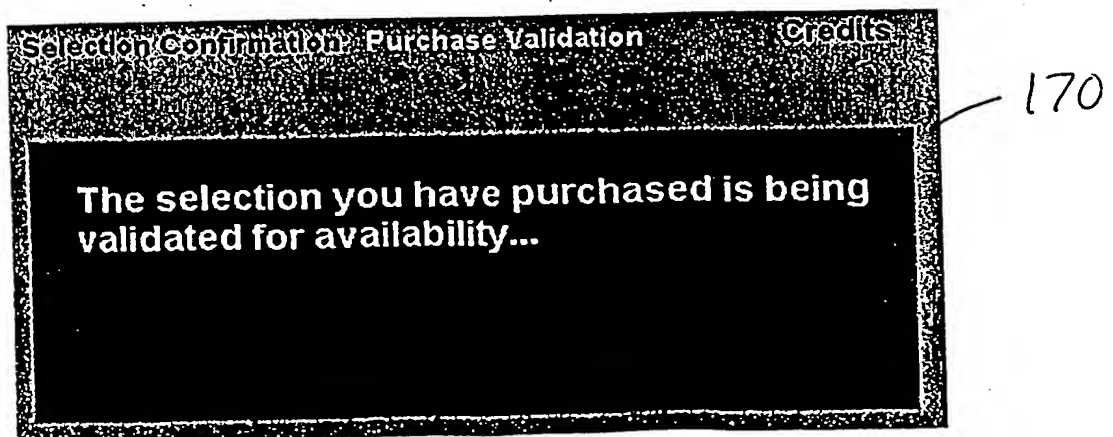 Selection Confirmation: Purchase Validation Credits
170
The selection you have purchased is being
validated for availability...